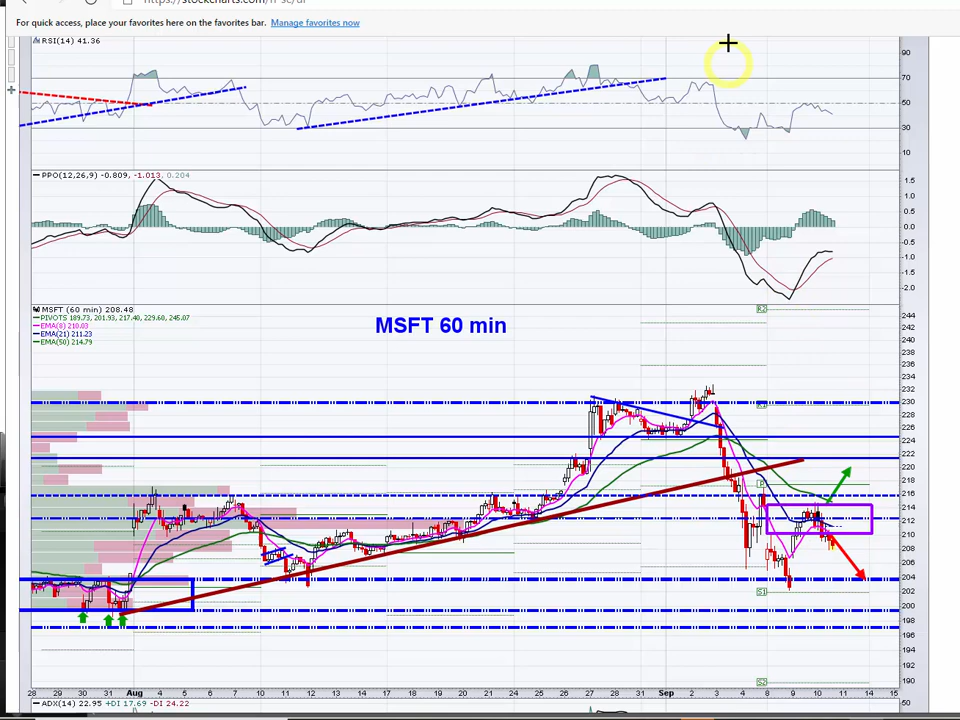 https://stockcharts.com/h-sc/ui
For quick access, place your favorites here on the favorites bar. Manage favorites now
RSI(14) 41.36
90
70
50
30
10
PPO(12,26,9) -0.809, -1.013, 0.204
1.5
1.0
0.5
0.0
-0.5
-1.0
-1.5
-2.0
MSFT (60 min) 208.48
PIVOTS 189.73, 201.93, 217.40, 229.60, 245.07
EMA(8) 210.03
EMA(21) 211.23
EMA(50) 214.79
MSFT 60 min
R2
R1
P
S1
S2
244
242
240
238
236
234
232
230
228
226
224
222
220
218
216
214
212
210
208
206
204
202
200
198
196
194
192
190
28 29 30 31 Aug 4 5 6 7 10 11 12 13 14 17 18 19 20 21 24 25 26 27 28 31 Sep 2 3 4 8 9 10 11 14 15
ADX(14) 22.95 +DI 17.69 -DI 24.22
50